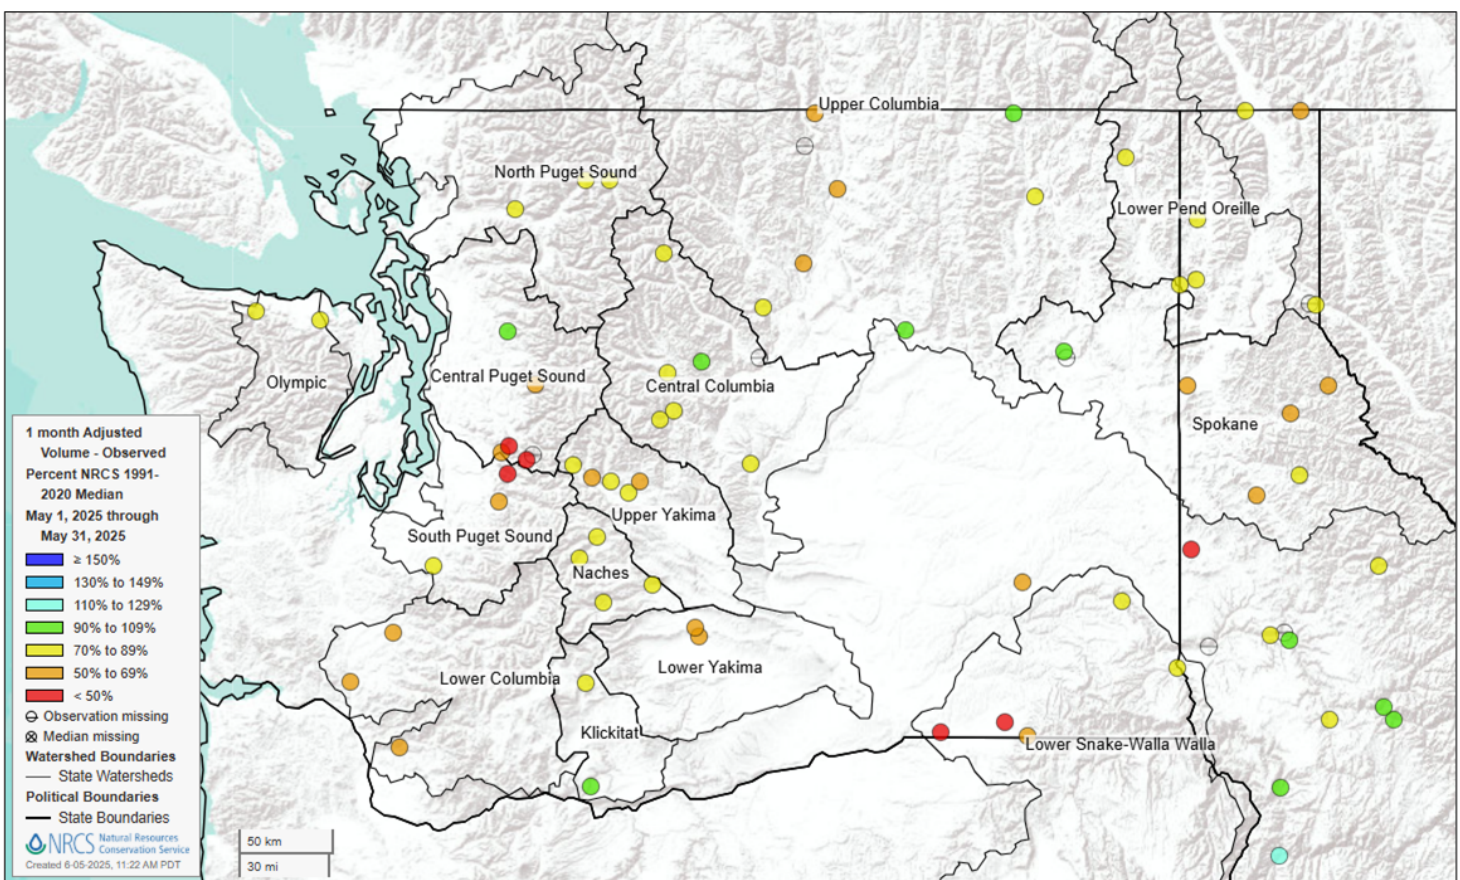 Upper Columbia
North Puget Sound
Lower Pend Oreille
Olympic
Central Puget Sound
Central Columbia
Spokane
Upper Yakima
South Puget Sound
Naches
Lower Yakima
Lower Columbia
Klickitat
Lower Snake-Walla Walla
1 month Adjusted
Volume - Observed
Percent NRCS 1991-
2020 Median
May 1, 2025 through
May 31, 2025
≥ 150%
130% to 149%
110% to 129%
90% to 109%
70% to 89%
50% to 69%
< 50%
Observation missing
Median missing
Watershed Boundaries
State Watersheds
Political Boundaries
State Boundaries
NRCS Natural Resources
Conservation Service
Created 6-05-2025, 11:22 AM PDT
50 km
30 mi